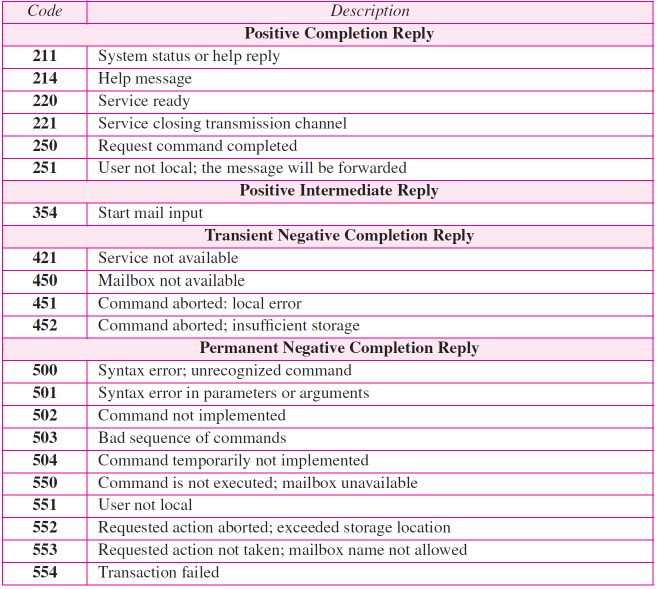 Code Description
Positive Completion Reply
211 System status or help reply
214 Help message
220 Service ready
221 Service closing transmission channel
250 Request command completed
251 User not local; the message will be forwarded
Positive Intermediate Reply
354 Start mail input
Transient Negative Completion Reply
421 Service not available
450 Mailbox not available
451 Command aborted: local error
452 Command aborted; insufficient storage
Permanent Negative Completion Reply
500 Syntax error; unrecognized command
501 Syntax error in parameters or arguments
502 Command not implemented
503 Bad sequence of commands
504 Command temporarily not implemented
550 Command is not executed; mailbox unavailable
551 User not local
552 Requested action aborted; exceeded storage location
553 Requested action not taken; mailbox name not allowed
554 Transaction failed